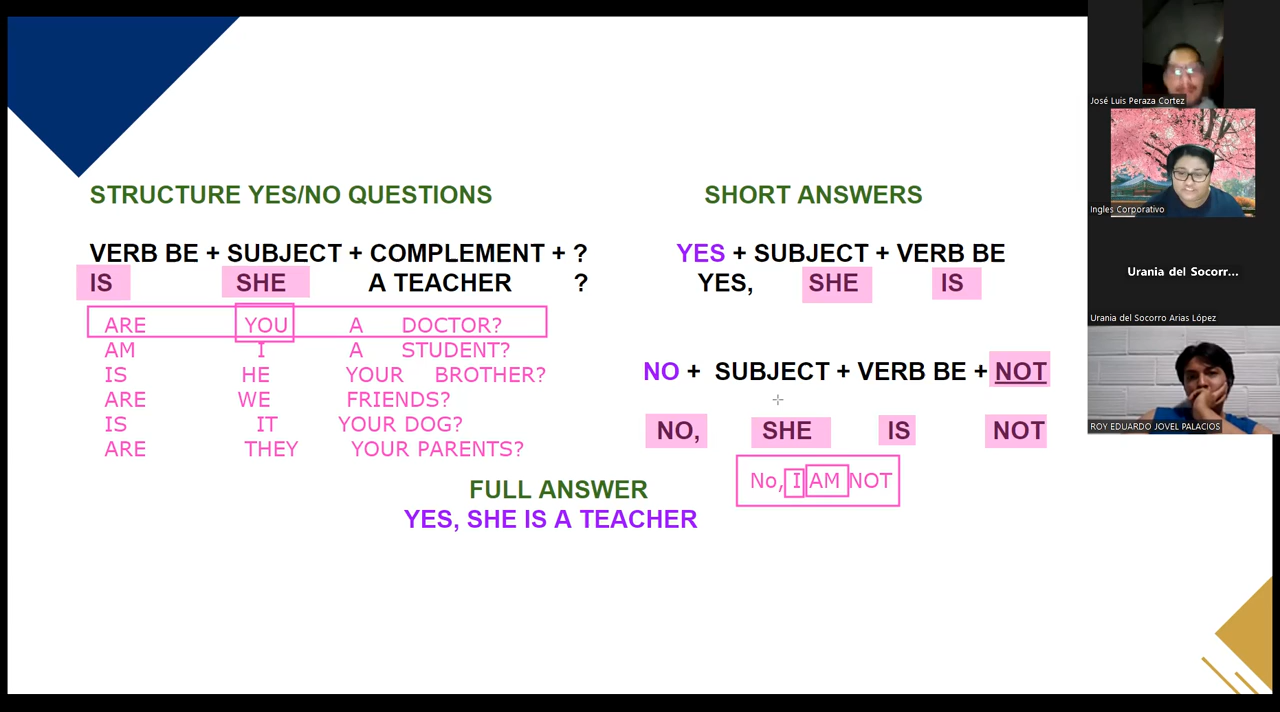 STRUCTURE YES/NO QUESTIONS
VERB BE + SUBJECT + COMPLEMENT + ?
IS SHE A TEACHER ?
ARE YOU A DOCTOR?
AM I A STUDENT?
IS HE YOUR BROTHER?
ARE WE FRIENDS?
IS IT YOUR DOG?
ARE THEY YOUR PARENTS?
SHORT ANSWERS
YES + SUBJECT + VERB BE
YES, SHE IS
NO + SUBJECT + VERB BE + NOT
NO, SHE IS NOT
No, I AM NOT
FULL ANSWER
YES, SHE IS A TEACHER
José Luis Peraza Cortez
Ingles Corporativo
Urania del Socorr...
Urania del Socorro Arias López
ROY EDUARDO JOVEL PALACIOS